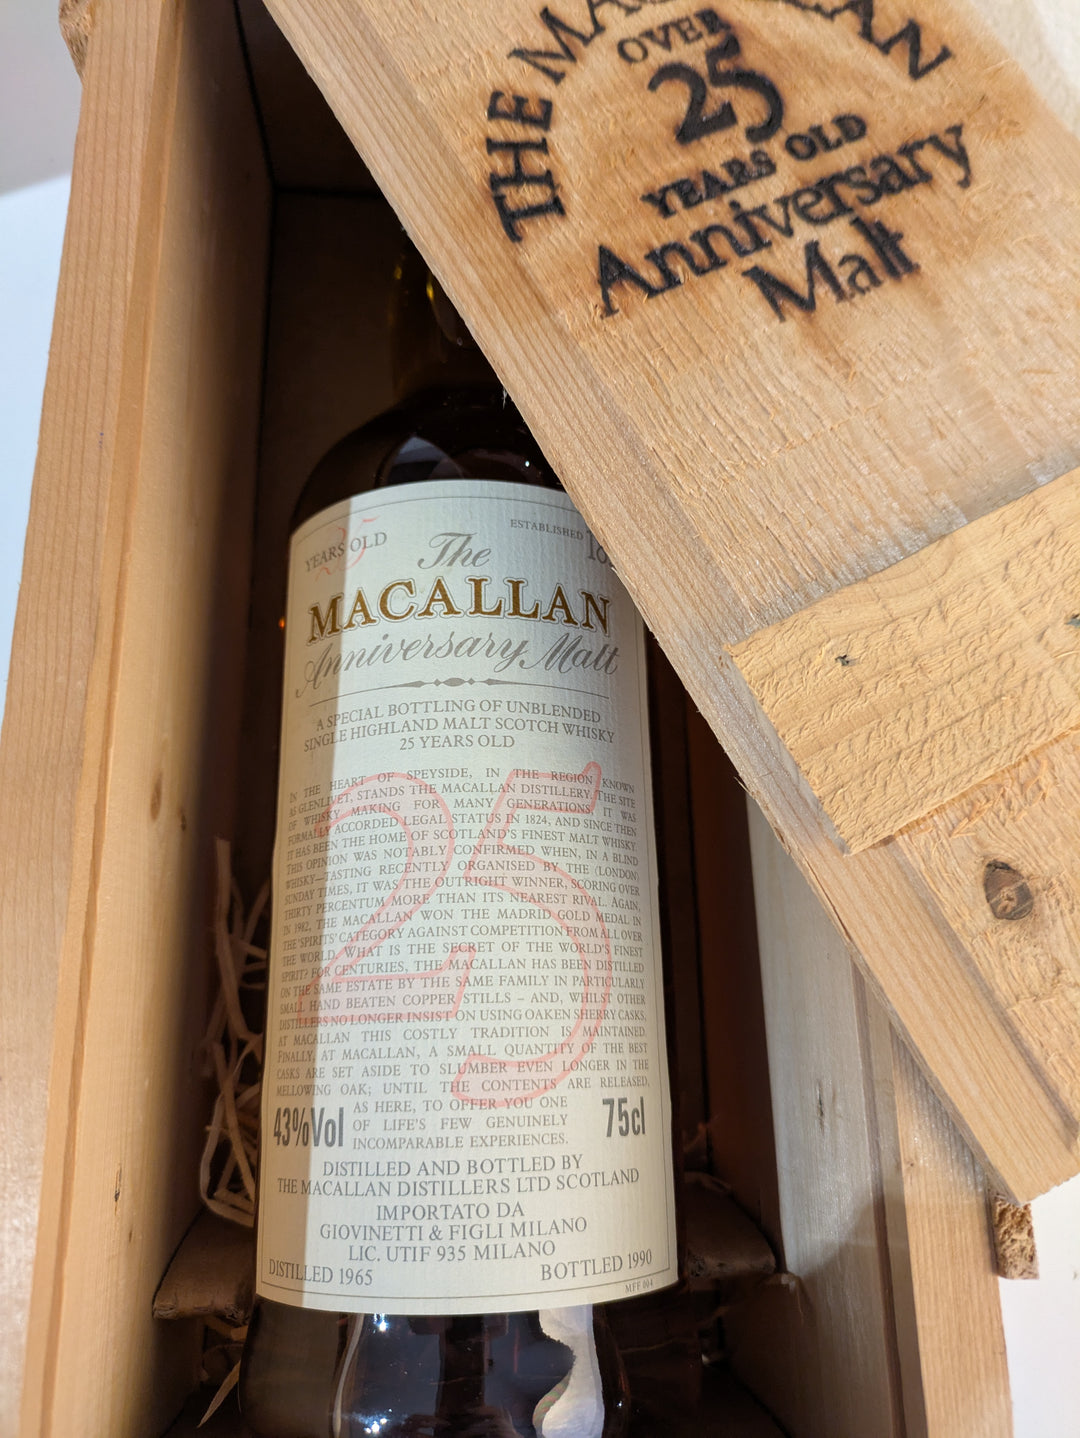 THE MACALLAN
OVER
25
YEARS OLD
Anniversary
Malt
25
YEARS OLD
ESTABLISHED
The
MACALLAN
Anniversary Malt
A SPECIAL BOTTLING OF UNBLENDED
SINGLE HIGHLAND MALT SCOTCH WHISKY
25 YEARS OLD
25
IN THE HEART OF SPEYSIDE, IN THE REGION KNOWN
AS GLENLIVET, STANDS THE MACALLAN DISTILLERY. THE SITE
OF WHISKY MAKING FOR MANY GENERATIONS, IT WAS
FORMALLY ACCORDED LEGAL STATUS IN 1824, AND SINCE THEN
IT HAS BEEN THE HOME OF SCOTLAND'S FINEST MALT WHISKY.
THIS OPINION WAS NOTABLY CONFIRMED WHEN, IN A BLIND
WHISKY-TASTING RECENTLY ORGANISED BY THE (LONDON)
SUNDAY TIMES, IT WAS THE OUTRIGHT WINNER, SCORING OVER
THIRTY PERCENTUM MORE THAN ITS NEAREST RIVAL. AGAIN,
IN 1982, THE MACALLAN WON THE MADRID GOLD MEDAL IN
THE 'SPIRITS' CATEGORY AGAINST COMPETITION FROM ALL OVER
THE WORLD. WHAT IS THE SECRET OF THE WORLD'S FINEST
SPIRIT? FOR CENTURIES, THE MACALLAN HAS BEEN DISTILLED
ON THE SAME ESTATE BY THE SAME FAMILY IN PARTICULARLY
SMALL HAND BEATEN COPPER STILLS – AND, WHILST OTHER
DISTILLERS NO LONGER INSIST ON USING OAKEN SHERRY CASKS,
AT MACALLAN THIS COSTLY TRADITION IS MAINTAINED.
FINALLY, AT MACALLAN, A SMALL QUANTITY OF THE BEST
CASKS ARE SET ASIDE TO SLUMBER EVEN LONGER IN THE
MELLOWING OAK; UNTIL THE CONTENTS ARE RELEASED,
AS HERE, TO OFFER YOU ONE
OF LIFE'S FEW GENUINELY
INCOMPARABLE EXPERIENCES.
43%Vol
75cl
DISTILLED AND BOTTLED BY
THE MACALLAN DISTILLERS LTD SCOTLAND
IMPORTATO DA
GIOVINETTI & FIGLI MILANO
LIC. UTIF 935 MILANO
DISTILLED 1965
BOTTLED 1990
MFF 004